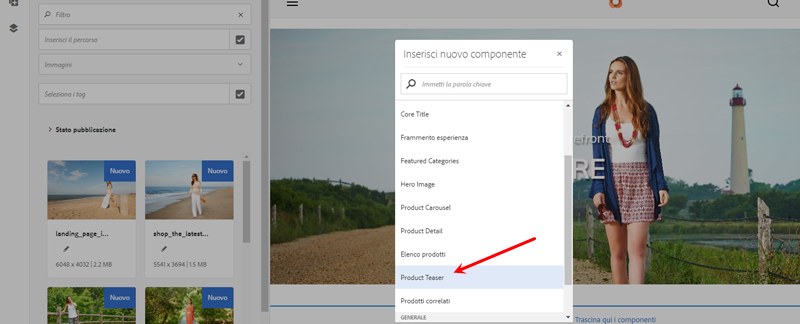 Filtro
Inserisci il percorso
Immagini
Seleziona i tag
Stato pubblicazione
Nuovo
Nuovo
landing_page_i...
shop_the_latest...
6048 x 4032 | 2.2 MB
5541 x 3694 | 1.5 MB
Nuovo
Nuovo
Inserisci nuovo componente
Immetti la parola chiave
Core Title
Frammento esperienza
Featured Categories
Hero Image
Product Carousel
Product Detail
Elenco prodotti
Product Teaser
Prodotti correlati
GENERALE
efront
RE
Trascina qui i componenti